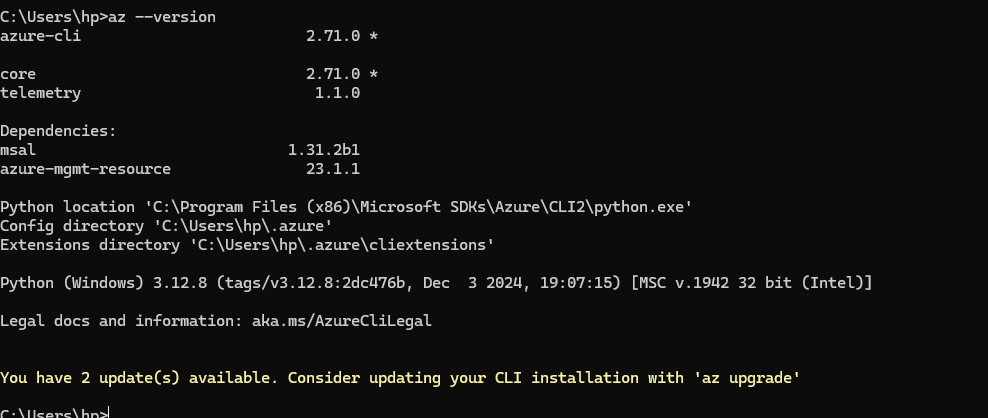 C:\Users\hp>az --version
azure-cli                         2.71.0 *
core                              2.71.0 *
telemetry                          1.1.0
Dependencies:
msal                            1.31.2b1
azure-mgmt-resource               23.1.1
Python location 'C:\Program Files (x86)\Microsoft SDKs\Azure\CLI2\python.exe'
Config directory 'C:\Users\hp\.azure'
Extensions directory 'C:\Users\hp\.azure\cliextensions'
Python (Windows) 3.12.8 (tags/v3.12.8:2dc476b, Dec  3 2024, 19:07:15) [MSC v.1942 32 bit (Intel)]
Legal docs and information: aka.ms/AzureCliLegal
You have 2 update(s) available. Consider updating your CLI installation with 'az upgrade'
C:\Users\hp>